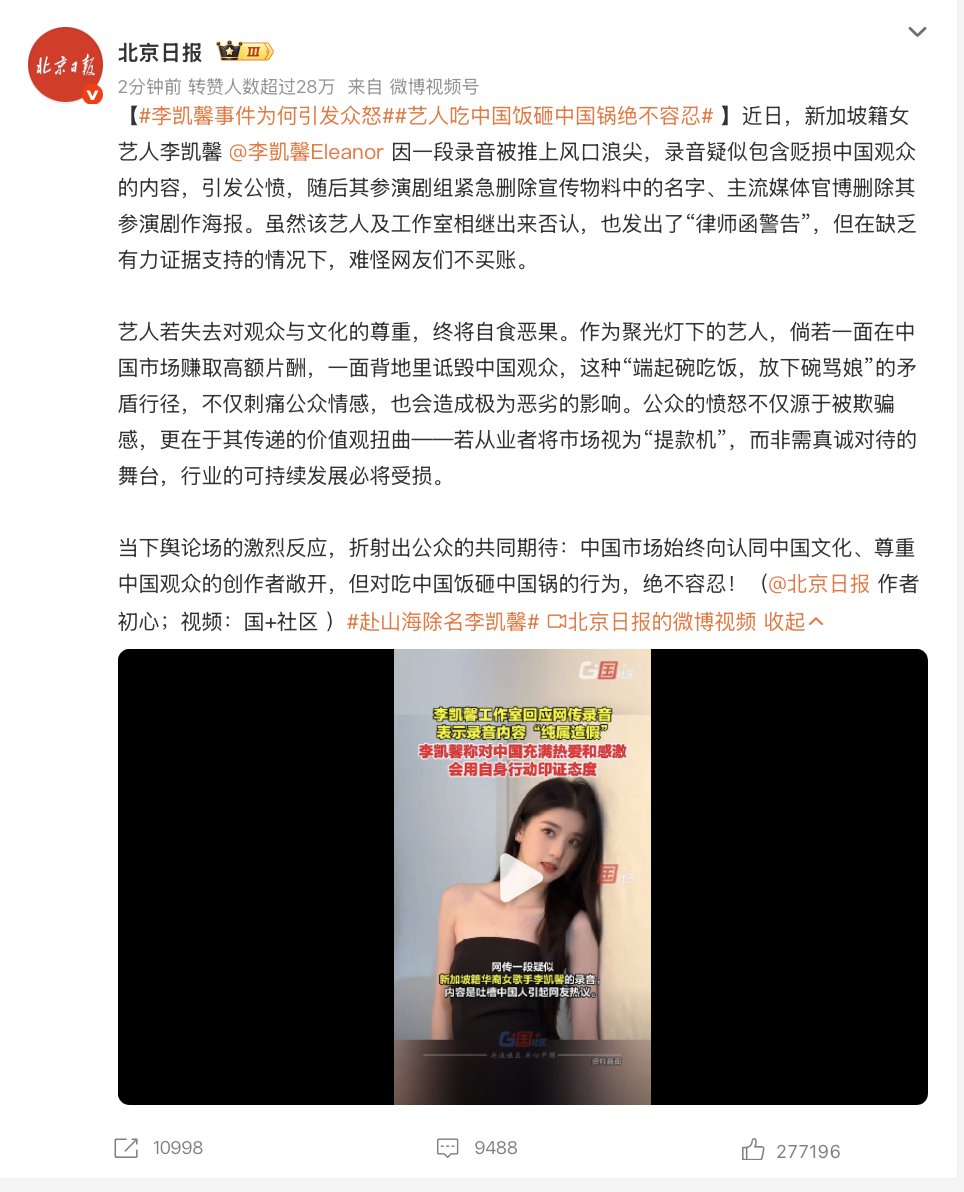 北京日报
北京日报 III
2分钟前 转赞人数超过28万 来自 微博视频号
【#李凯馨事件为何引发众怒##艺人吃中国饭砸中国锅绝不容忍# 】近日，新加坡籍女
艺人李凯馨 @李凯馨Eleanor 因一段录音被推上风口浪尖，录音疑似包含贬损中国观众
的内容，引发公愤，随后其参演剧组紧急删除宣传物料中的名字、主流媒体官博删除其
参演剧作海报。虽然该艺人及工作室相继出来否认，也发出了“律师函警告”，但在缺乏
有力证据支持的情况下，难怪网友们不买账。
艺人若失去对观众与文化的尊重，终将自食恶果。作为聚光灯下的艺人，倘若一面在中
国市场赚取高额片酬，一面背地里诋毁中国观众，这种“端起碗吃饭，放下碗骂娘”的矛
盾行径，不仅刺痛公众情感，也会造成极为恶劣的影响。公众的愤怒不仅源于被欺骗
感，更在于其传递的价值观扭曲——若从业者将市场视为“提款机”，而非需真诚对待的
舞台，行业的可持续发展必将受损。
当下舆论场的激烈反应，折射出公众的共同期待：中国市场始终向认同中国文化、尊重
中国观众的创作者敞开，但对吃中国饭砸中国锅的行为，绝不容忍！（@北京日报 作者
初心；视频：国+社区 ）#赴山海除名李凯馨# 北京日报的微博视频 收起
G国+社区
李凯馨工作室回应网传录音
表示录音内容“纯属造假”
李凯馨称对中国充满热爱和感激
会用自身行动印证态度
国+社区
网传一段疑似
新加坡籍华裔女歌手李凯馨的录音，
内容是吐槽中国人引起网友热议。
G国+社区
关注社区 关心中国
资料画面
10998
9488
277196